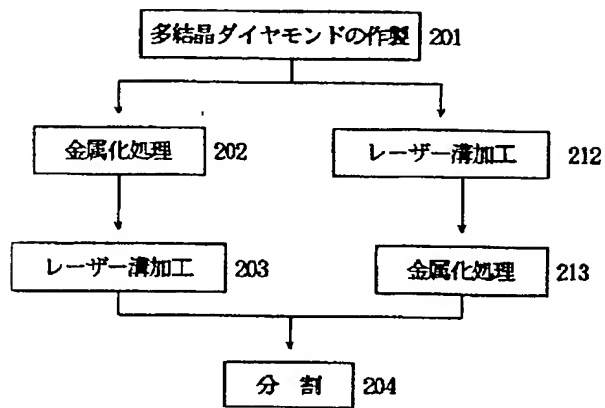 多結晶ダイヤモンドの作製 201
金属化処理 202
レーザー溝加工 212
レーザー溝加工 203
金属化処理 213
分 割 204